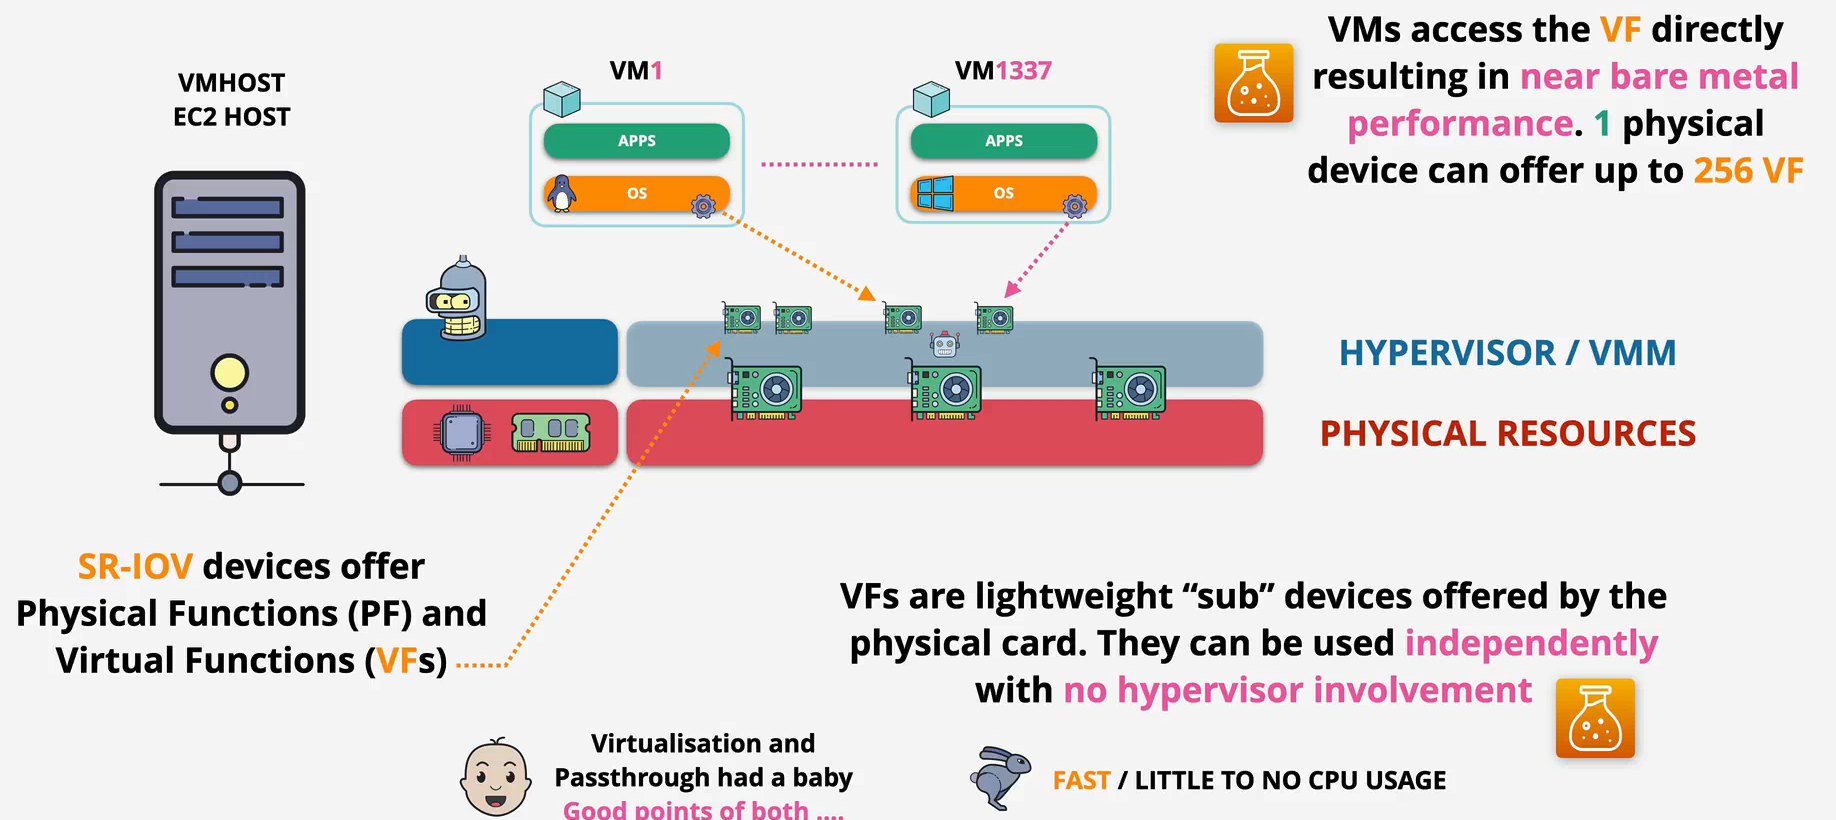 VMHOST
EC2 HOST
VM1
APPS
OS
VM1337
APPS
OS
VMs access the VF directly
resulting in near bare metal
performance. 1 physical
device can offer up to 256 VF
HYPERVISOR / VMM
PHYSICAL RESOURCES
SR-IOV devices offer
Physical Functions (PF) and
Virtual Functions (VFs)
VFs are lightweight “sub” devices offered by the
physical card. They can be used independently
with no hypervisor involvement
Virtualisation and
Passthrough had a baby
Good points of both ....
FAST / LITTLE TO NO CPU USAGE